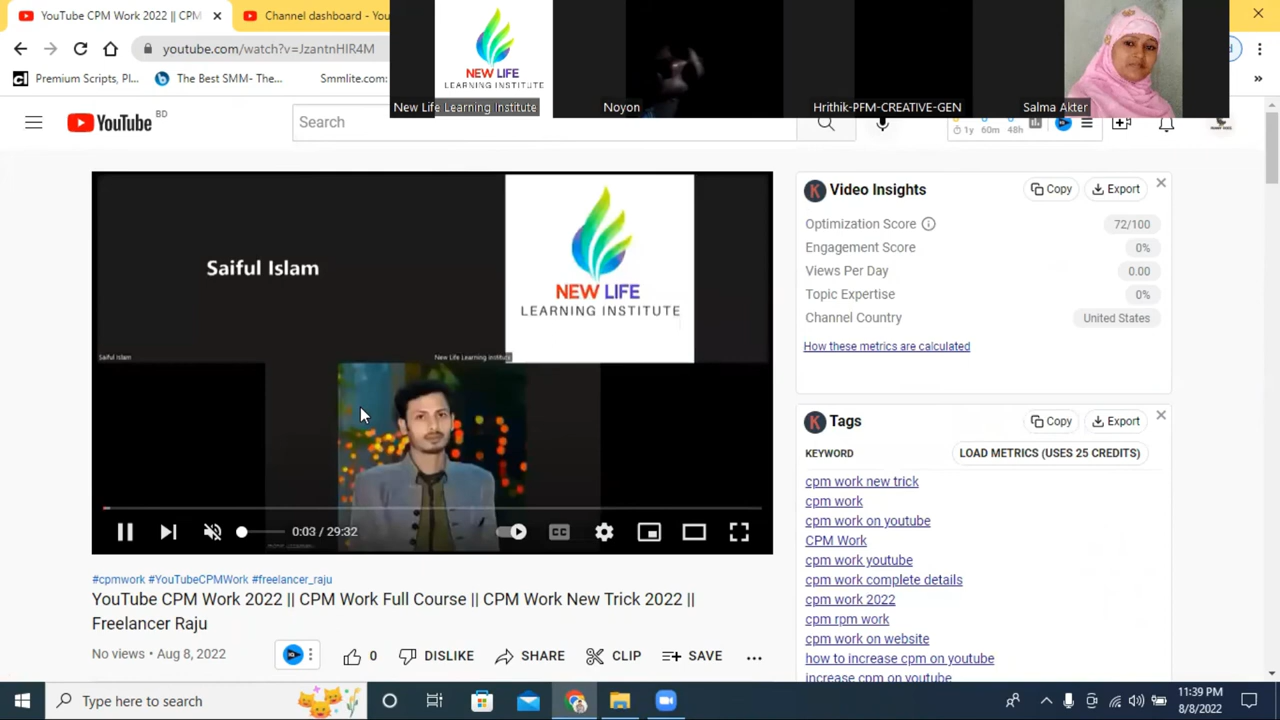 YouTube CPM Work 2022 || CPM
Channel dashboard - You
youtube.com/watch?v=JzantnHIR4M
Premium Scripts, Pl...
The Best SMM- The...
Smmlite.com:
NEW LIFE
LEARNING INSTITUTE
New Life Learning Institute
Noyon
Hrithik-PFM-CREATIVE-GEN
Salma Akter
YouTube BD
Search
1y 60m 48h
Saiful Islam
NEW LIFE
LEARNING INSTITUTE
Saiful Islam
New Life Learning Institute
0:03 / 29:32
CC
#cpmwork #YouTubeCPMWork #freelancer_raju
YouTube CPM Work 2022 || CPM Work Full Course || CPM Work New Trick 2022 ||
Freelancer Raju
No views • Aug 8, 2022
0
DISLIKE
SHARE
CLIP
SAVE
K Video Insights
Copy
Export
Optimization Score 72/100
Engagement Score 0%
Views Per Day 0.00
Topic Expertise 0%
Channel Country United States
How these metrics are calculated
K Tags
Copy
Export
KEYWORD
LOAD METRICS (USES 25 CREDITS)
cpm work new trick
cpm work
cpm work on youtube
CPM Work
cpm work youtube
cpm work complete details
cpm work 2022
cpm rpm work
cpm work on website
how to increase cpm on youtube
increase cpm on youtube
Type here to search
11:39 PM
8/8/2022